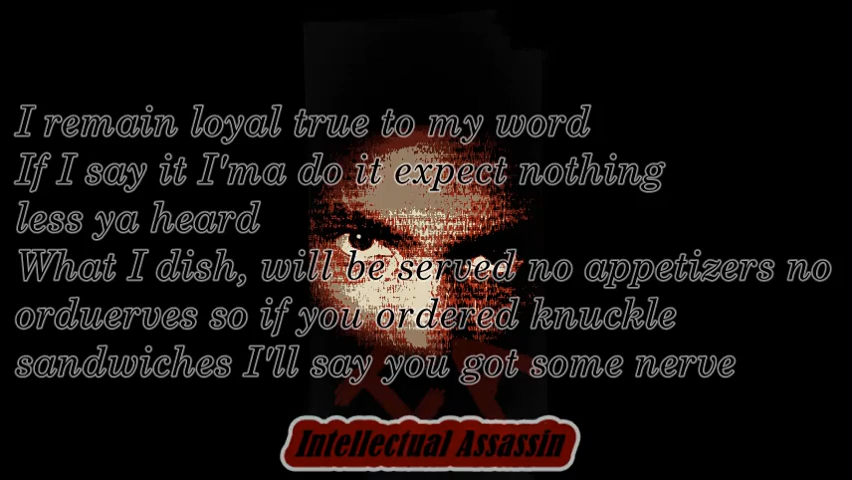 I remain loyal true to my word
If I say it I'ma do it expect nothing
less ya heard
What I dish, will be served no appetizers no
orduerves so if you ordered knuckle
sandwiches I'll say you got some nerve
Intellectual Assassin